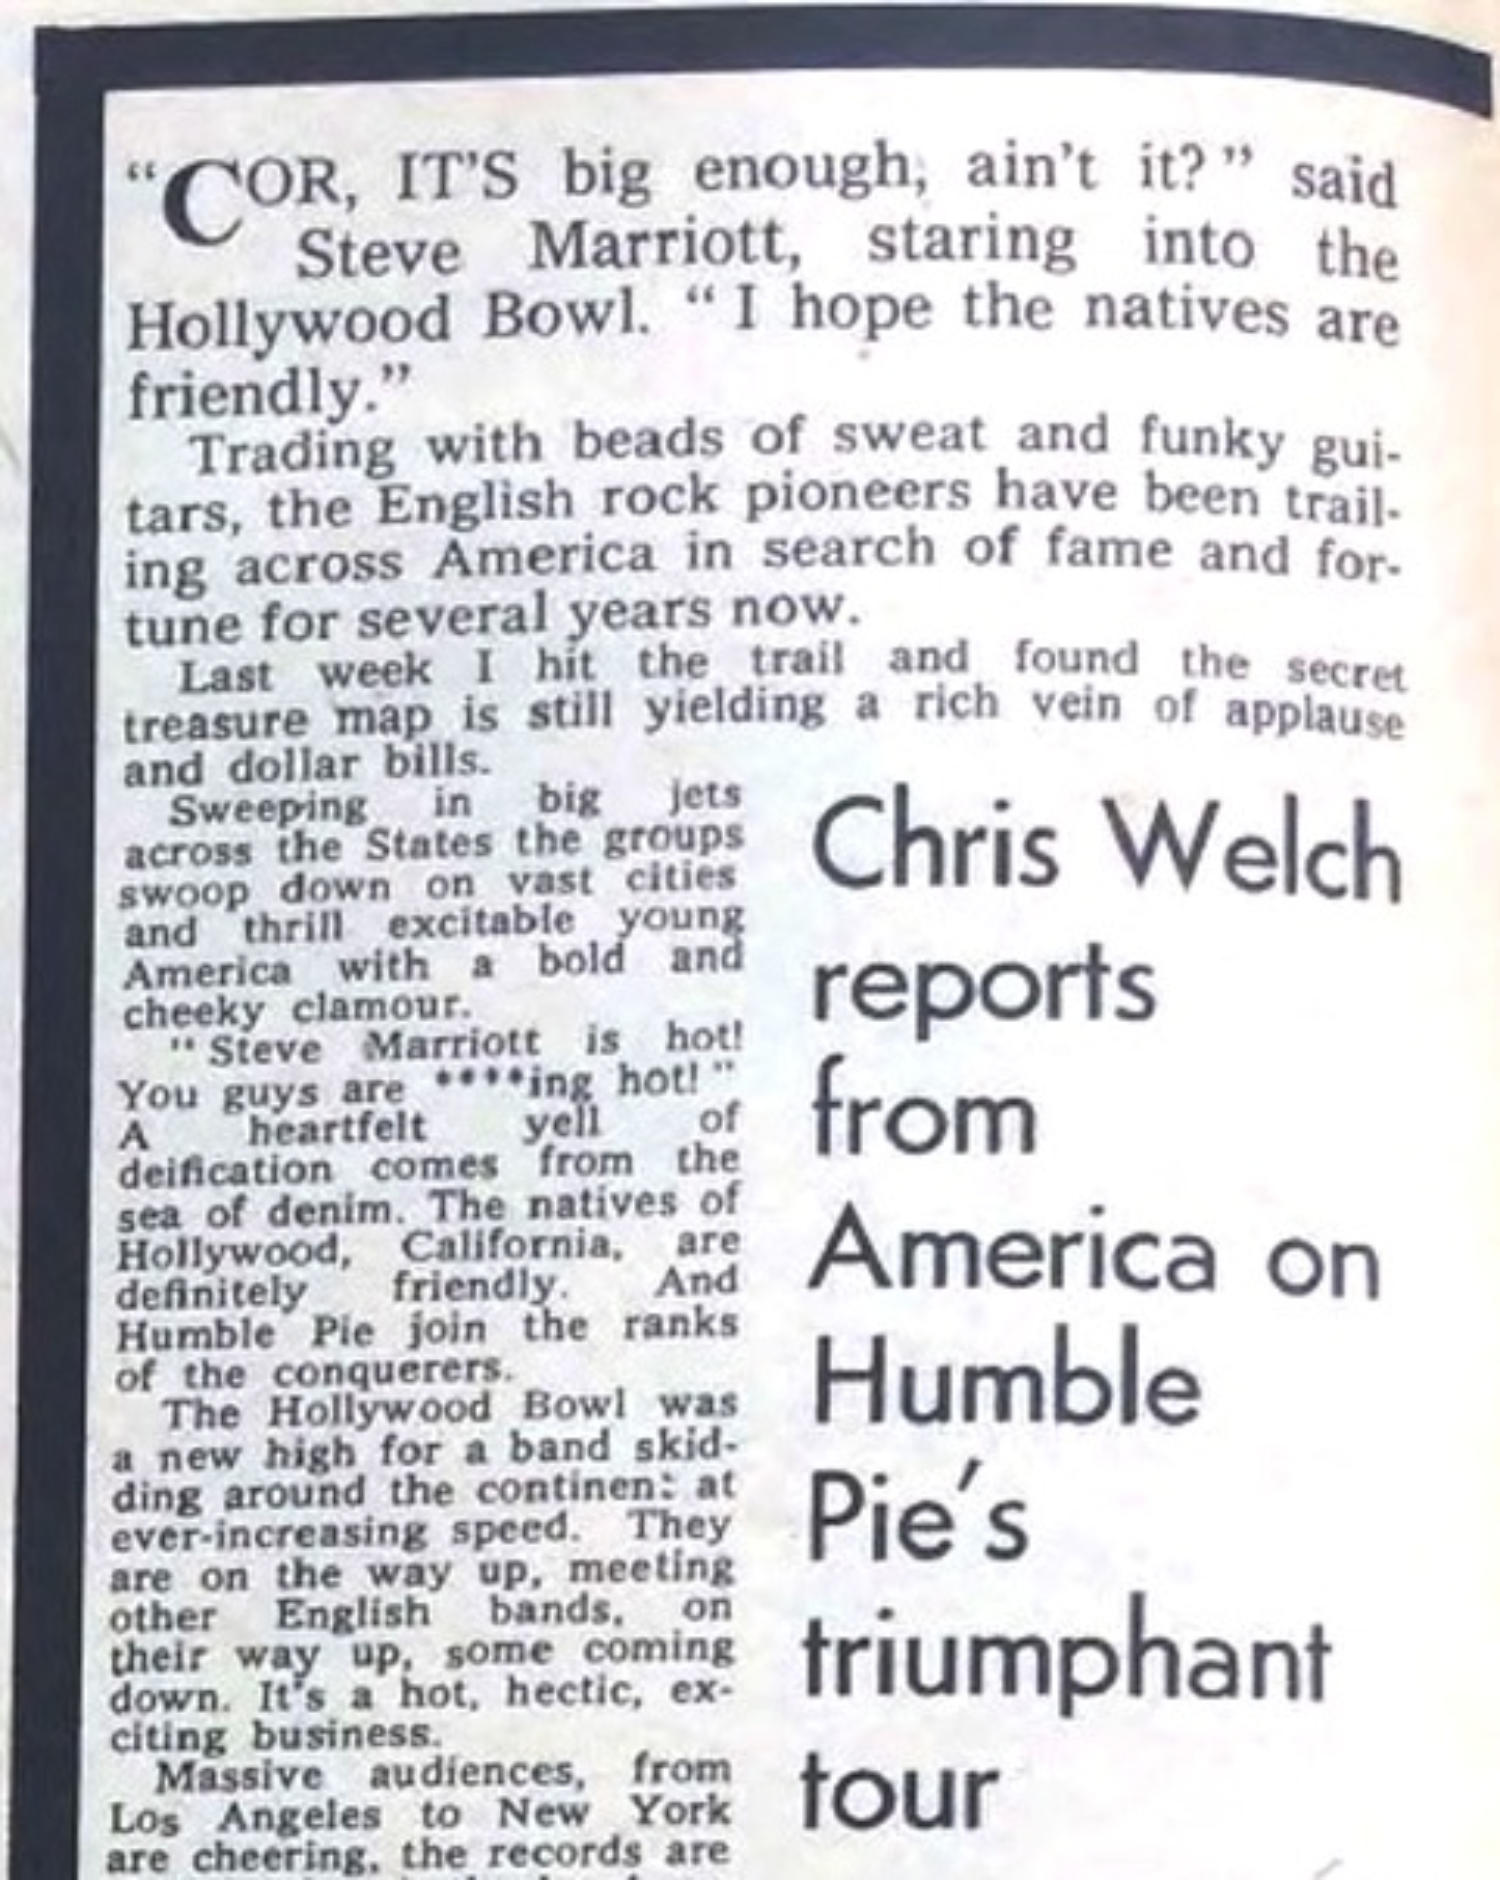 “COR, IT'S big enough, ain't it?” said
Steve Marriott, staring into the
Hollywood Bowl. “I hope the natives are
friendly.”
Trading with beads of sweat and funky gui-
tars, the English rock pioneers have been trail-
ing across America in search of fame and for-
tune for several years now.
Last week I hit the trail and found the secret
treasure map is still yielding a rich vein of applause
and dollar bills.
Sweeping in big jets
across the States the groups
swoop down on vast cities
and thrill excitable young
America with a bold and
cheeky clamour.
“Steve Marriott is hot!
You guys are ****ing hot!”
A heartfelt yell of
deification comes from the
sea of denim. The natives of
Hollywood, California, are
definitely friendly. And
Humble Pie join the ranks
of the conquerers.
The Hollywood Bowl was
a new high for a band skid-
ding around the continent at
ever-increasing speed. They
are on the way up, meeting
other English bands, on
their way up, some coming
down. It's a hot, hectic, ex-
citing business.
Massive audiences, from
Los Angeles to New York
are cheering, the records are
Chris Welch
reports
from
America on
Humble
Pie's
triumphant
tour